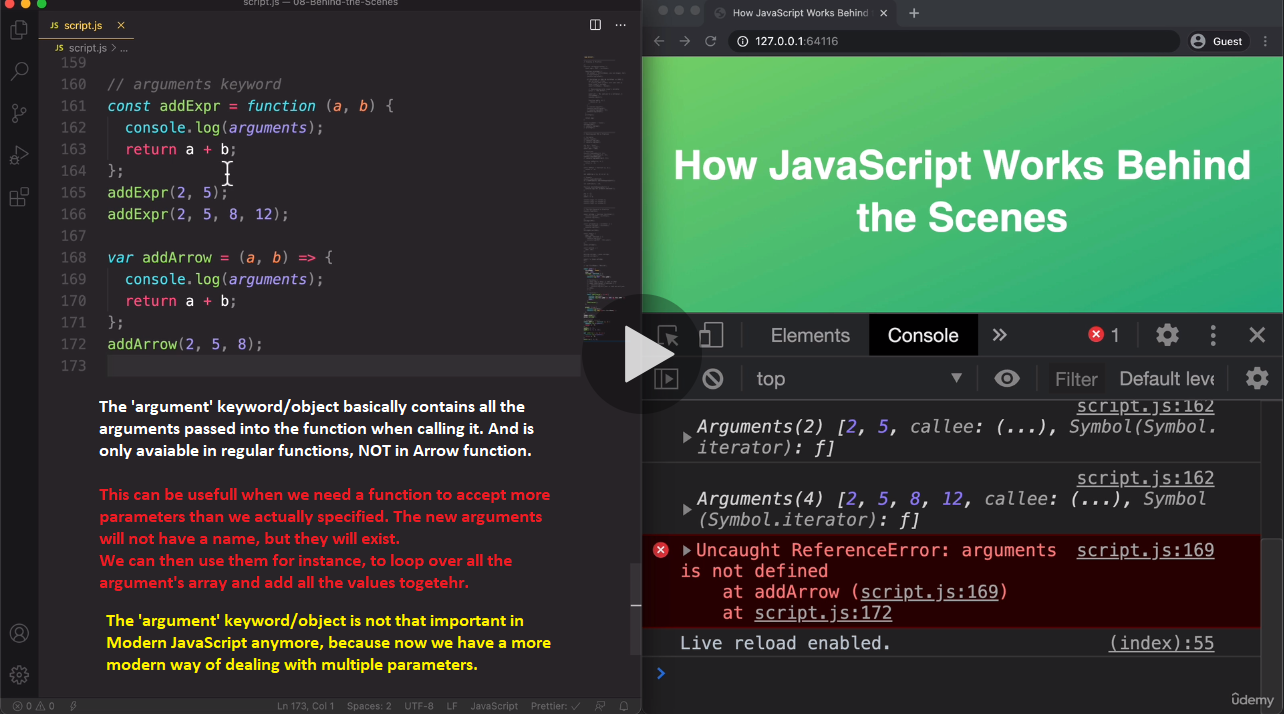 script.js — 08-Behind-the-Scenes
JS script.js ×
JS script.js > ...
159
160 // arguments keyword
161 const addExpr = function (a, b) {
162 console.log(arguments);
163 return a + b;
164 };
165 addExpr(2, 5);
166 addExpr(2, 5, 8, 12);
167
168 var addArrow = (a, b) => {
169 console.log(arguments);
170 return a + b;
171 };
172 addArrow(2, 5, 8);
173
The 'argument' keyword/object basically contains all the
arguments passed into the function when calling it. And is
only avaiable in regular functions, NOT in Arrow function.
This can be usefull when we need a function to accept more
parameters than we actually specified. The new arguments
will not have a name, but they will exist.
We can then use them for instance, to loop over all the
argument's array and add all the values togetehr.
The 'argument' keyword/object is not that important in
Modern JavaScript anymore, because now we have a more
modern way of dealing with multiple parameters.
0 0 Ln 173, Col 1 Spaces: 2 UTF-8 LF JavaScript Prettier: ✓
How JavaScript Works Behind × +
127.0.0.1:64116 Guest
How JavaScript Works Behind
the Scenes
Elements Console » 1
top Filter Default leve
script.js:162
Arguments(2) [2, 5, callee: (...), Symbol(Symbol.
iterator): ƒ]
script.js:162
Arguments(4) [2, 5, 8, 12, callee: (...), Symbol
(Symbol.iterator): ƒ]
Uncaught ReferenceError: arguments script.js:169
is not defined
at addArrow (script.js:169)
at script.js:172
Live reload enabled. (index):55
>
ûdemy